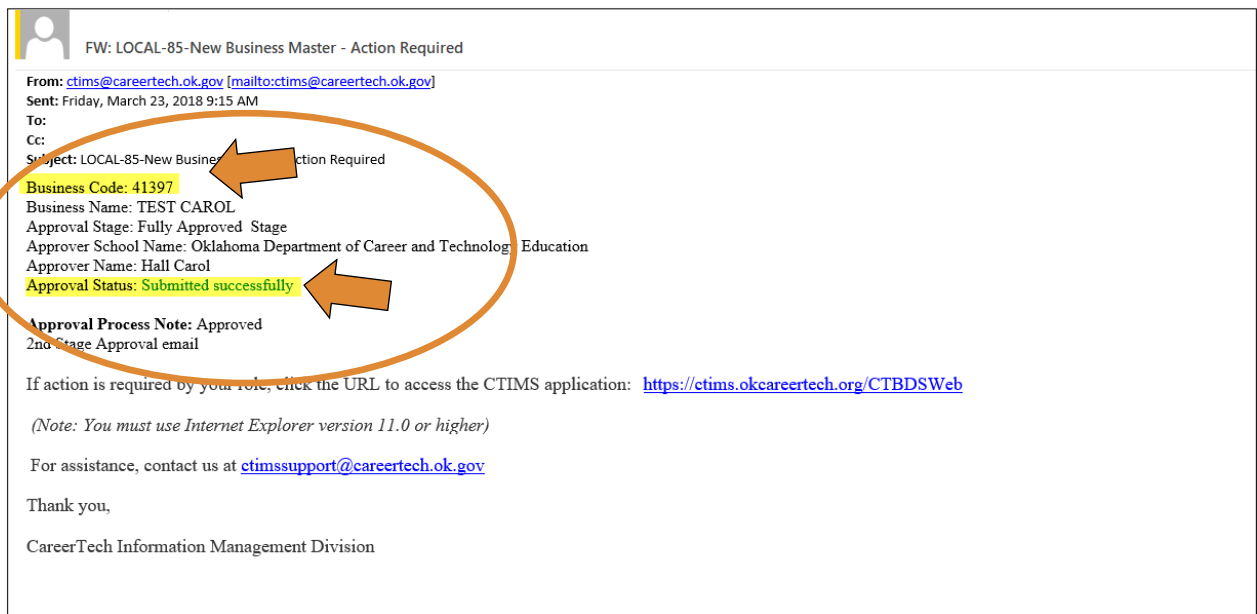 FW: LOCAL-85-New Business Master - Action Required
From: ctims@careertech.ok.gov [mailto:ctims@careertech.ok.gov]
Sent: Friday, March 23, 2018 9:15 AM
To:
Cc:
Subject: LOCAL-85-New Business ction Required
Business Code: 41397
Business Name: TEST CAROL
Approval Stage: Fully Approved  Stage
Approver School Name: Oklahoma Department of Career and Technology Education
Approver Name: Hall Carol
Approval Status: Submitted successfully
Approval Process Note: Approved
2nd Stage Approval email
If action is required by your role, click the URL to access the CTIMS application: https://ctims.okcareertech.org/CTBDSWeb
(Note: You must use Internet Explorer version 11.0 or higher)
For assistance, contact us at ctimssupport@careertech.ok.gov
Thank you,
CareerTech Information Management Division